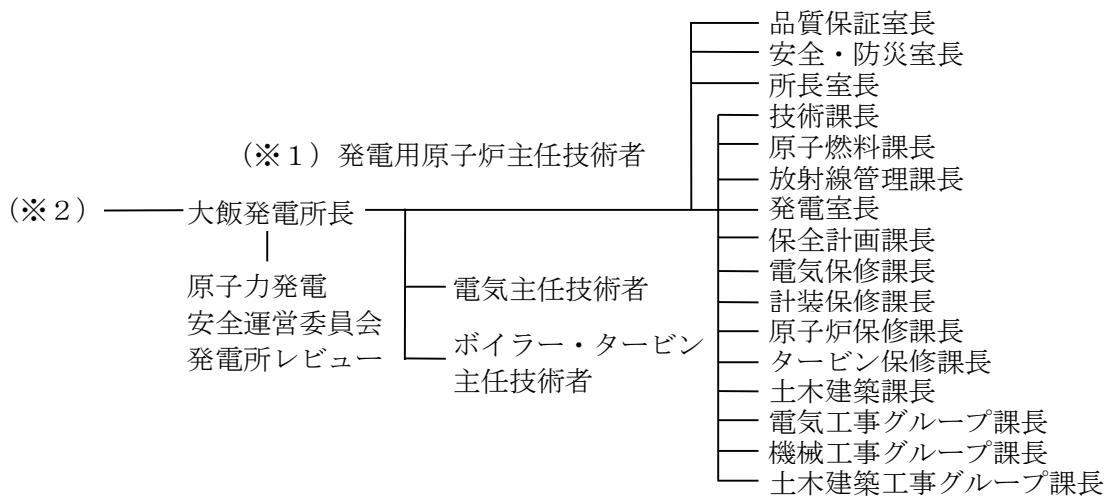 品質保証室長
安全・防災室長
所長室長
技術課長
(※1) 発電用原子炉主任技術者
原子燃料課長
放射線管理課長
(※2)
大飯発電所長
発電室長
保全計画課長
原子力発電
安全運営委員会
発電所レビュー
電気主任技術者
ボイラー・タービン
主任技術者
電気保修課長
計装保修課長
原子炉保修課長
タービン保修課長
土木建築課長
電気工事グループ課長
機械工事グループ課長
土木建築工事グループ課長